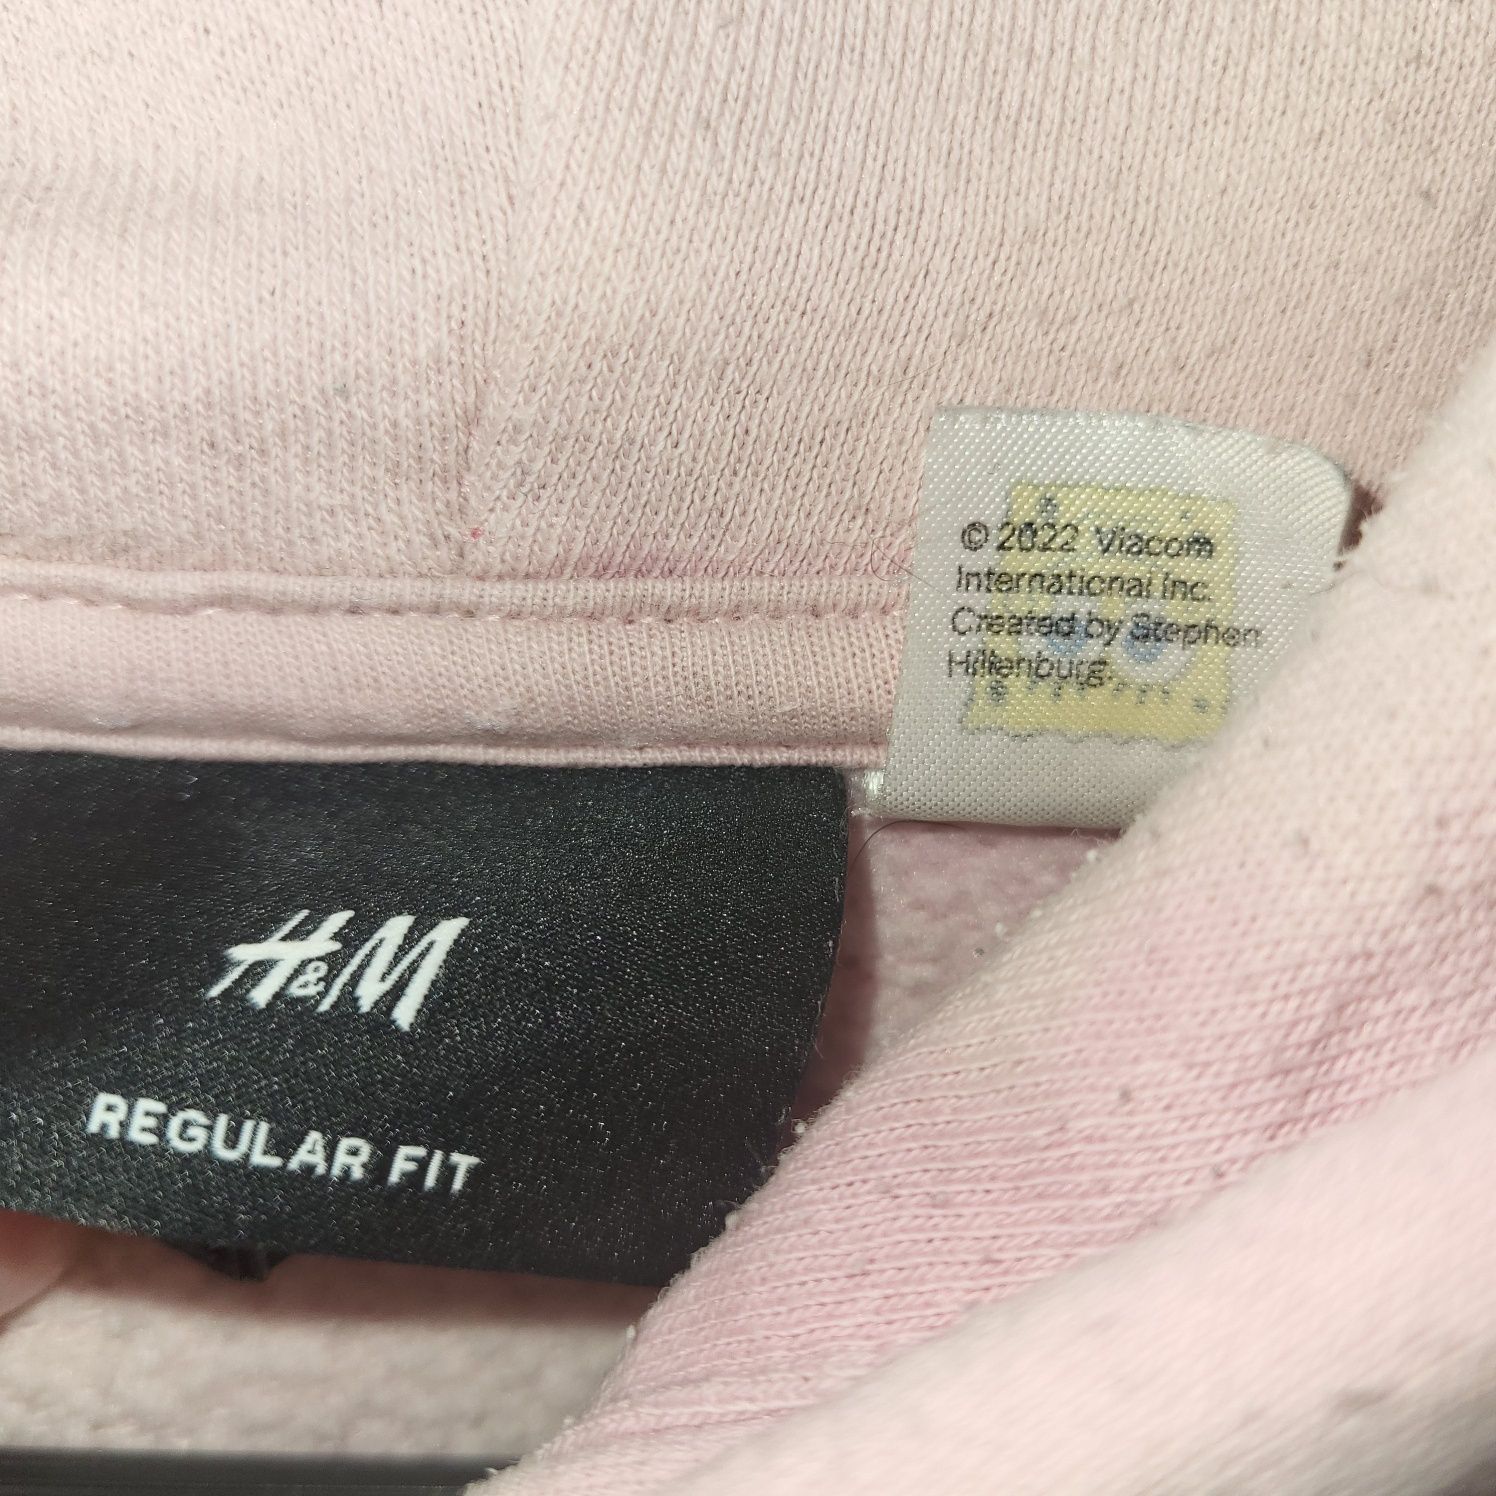 © 2022 Viacom
International Inc.
Created by Stephen
Hillenburg.
H&M
REGULAR FIT